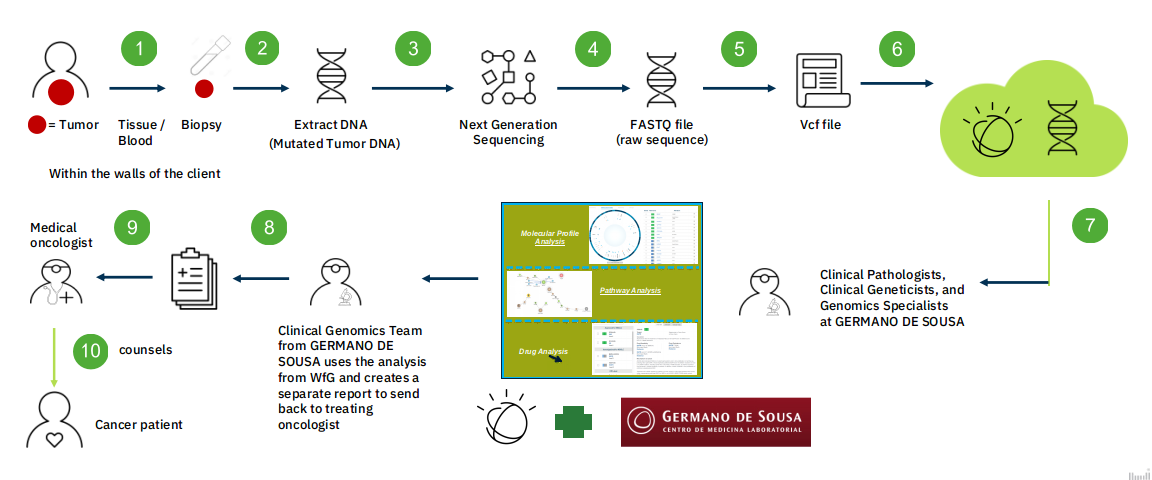 1
2
3
4
5
6
= Tumor
Tissue /
Blood
Biopsy
Extract DNA
(Mutated Tumor DNA)
Next Generation
Sequencing
FASTQ file
(raw sequence)
Vcf file
Within the walls of the client
7
Clinical Pathologists,
Clinical Geneticists, and
Genomics Specialists
at GERMANO DE SOUSA
Molecular Profile
Analysis
Pathway Analysis
Drug Analysis
GERMANO DE SOUSA
CENTRO DE MEDICINA LABORATORIAL
8
Clinical Genomics Team
from GERMANO DE
SOUSA uses the analysis
from WfG and creates a
separate report to send
back to treating
oncologist
9
Medical
oncologist
10
counsels
Cancer patient